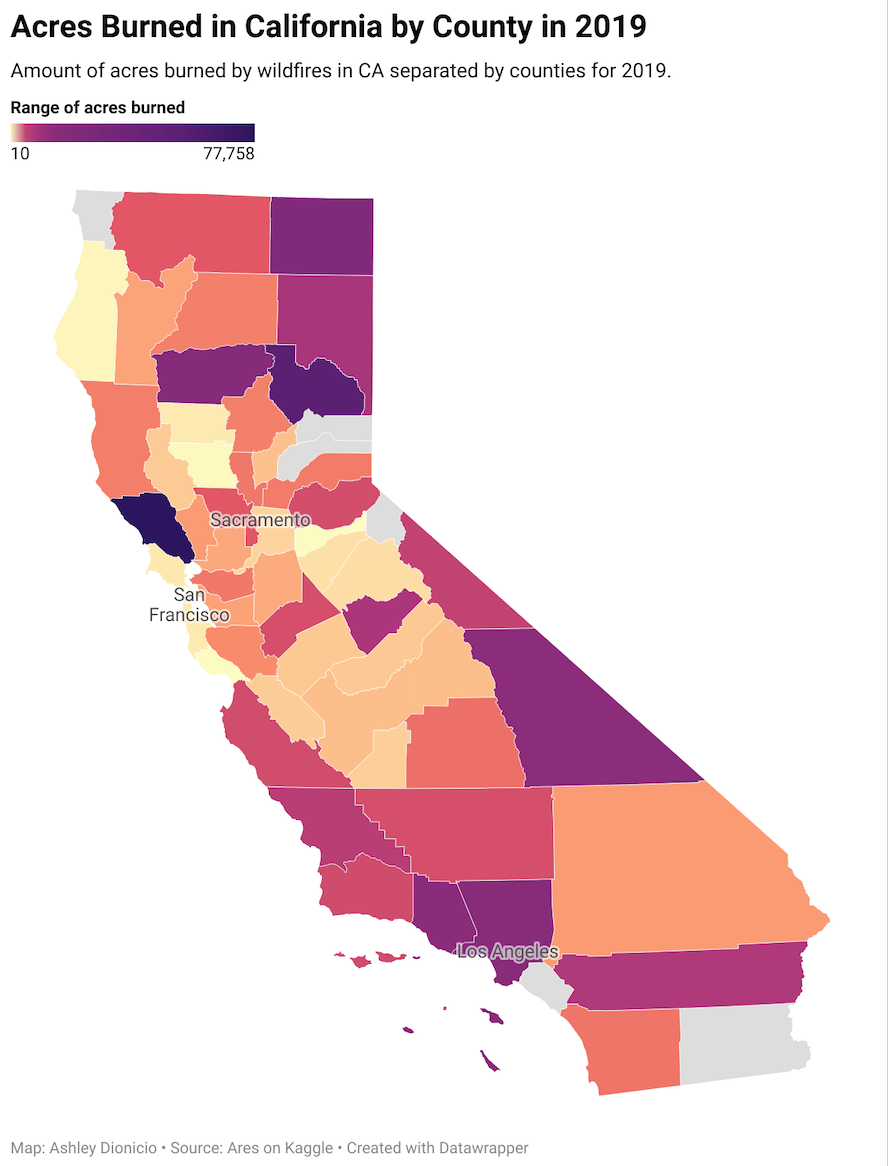 Acres Burned in California by County in 2019
Amount of acres burned by wildfires in CA separated by counties for 2019.
Range of acres burned
10 77,758
Sacramento
San
Francisco
Los Angeles
Map: Ashley Dionicio • Source: Ares on Kaggle • Created with Datawrapper